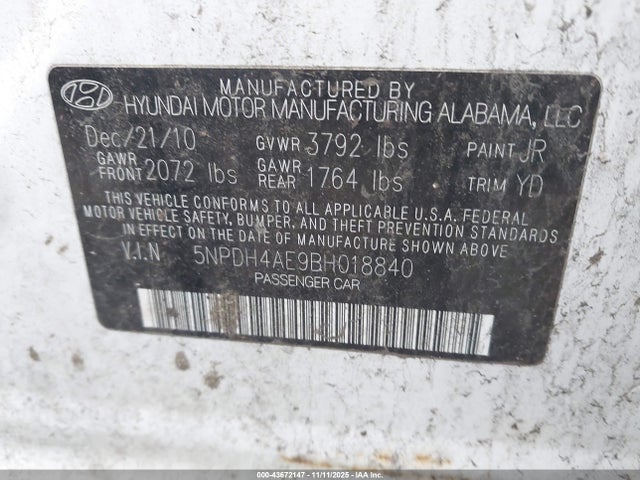 MANUFACTURED BY
HYUNDAI MOTOR MANUFACTURING ALABAMA, LLC
Dec/21/10 GVWR 3792 lbs PAINT JR
GAWR FRONT 2072 lbs GAWR REAR 1764 lbs TRIM YD
THIS VEHICLE CONFORMS TO ALL APPLICABLE U.S.A. FEDERAL
MOTOR VEHICLE SAFETY, BUMPER, AND THEFT PREVENTION
STANDARDS IN EFFECT ON THE DATE OF MANUFACTURE SHOWN ABOVE.
V.I.N 5NPDH4AE9BH018840
PASSENGER CAR
000-43672147 - 11/11/2025 - IAA Inc.